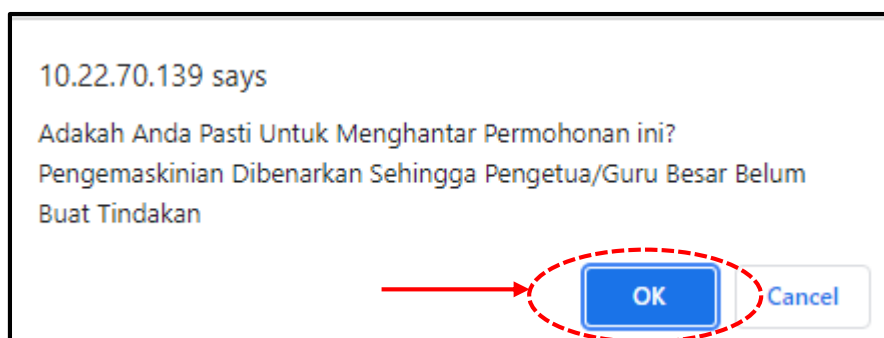 10.22.70.139 says
Adakah Anda Pasti Untuk Menghantar Permohonan ini?
Pengemaskinian Dibenarkan Sehingga Pengetua/Guru Besar Belum
Buat Tindakan
OK
Cancel